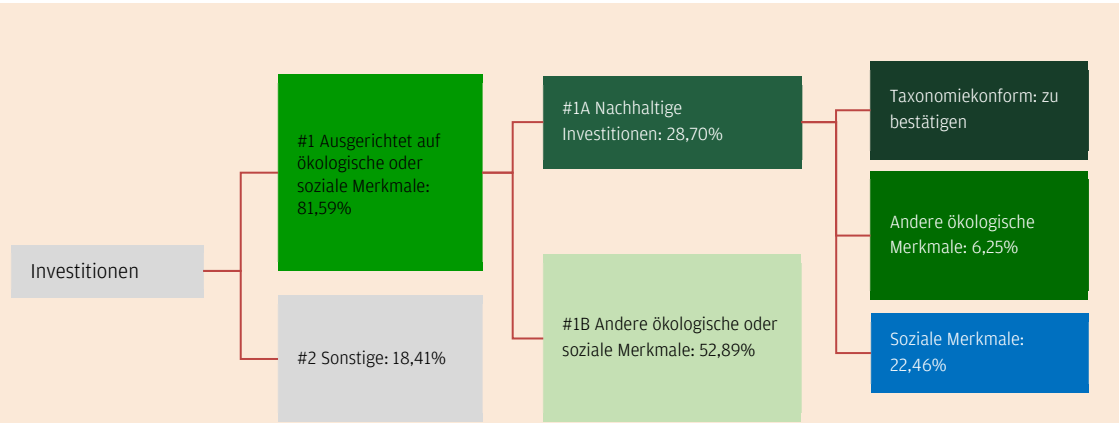 Investitionen
#1 Ausgerichtet auf
ökologische oder
soziale Merkmale:
81,59%
#2 Sonstige: 18,41%
#1A Nachhaltige
Investitionen: 28,70%
#1B Andere ökologische oder
soziale Merkmale: 52,89%
Taxonomiekonform: zu
bestätigen
Andere ökologische
Merkmale: 6,25%
Soziale Merkmale:
22,46%